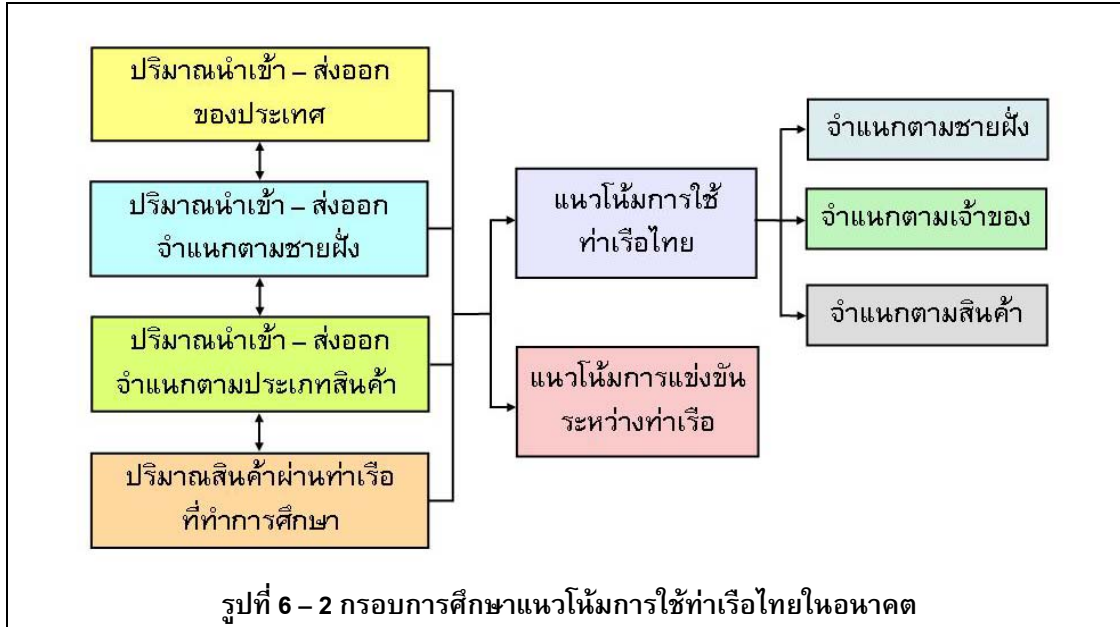 ปริมาณนำเข้า – ส่งออก
ของประเทศ
ปริมาณนำเข้า – ส่งออก
จำแนกตามชายฝั่ง
ปริมาณนำเข้า – ส่งออก
จำแนกตามประเภทสินค้า
ปริมาณสินค้าผ่านท่าเรือ
ที่ทำการศึกษา
แนวโน้มการใช้
ท่าเรือไทย
แนวโน้มการแข่งขัน
ระหว่างท่าเรือ
จำแนกตามชายฝั่ง
จำแนกตามเจ้าของ
จำแนกตามสินค้า
รูปที่ 6 – 2 กรอบการศึกษาแนวโน้มการใช้ท่าเรือไทยในอนาคต